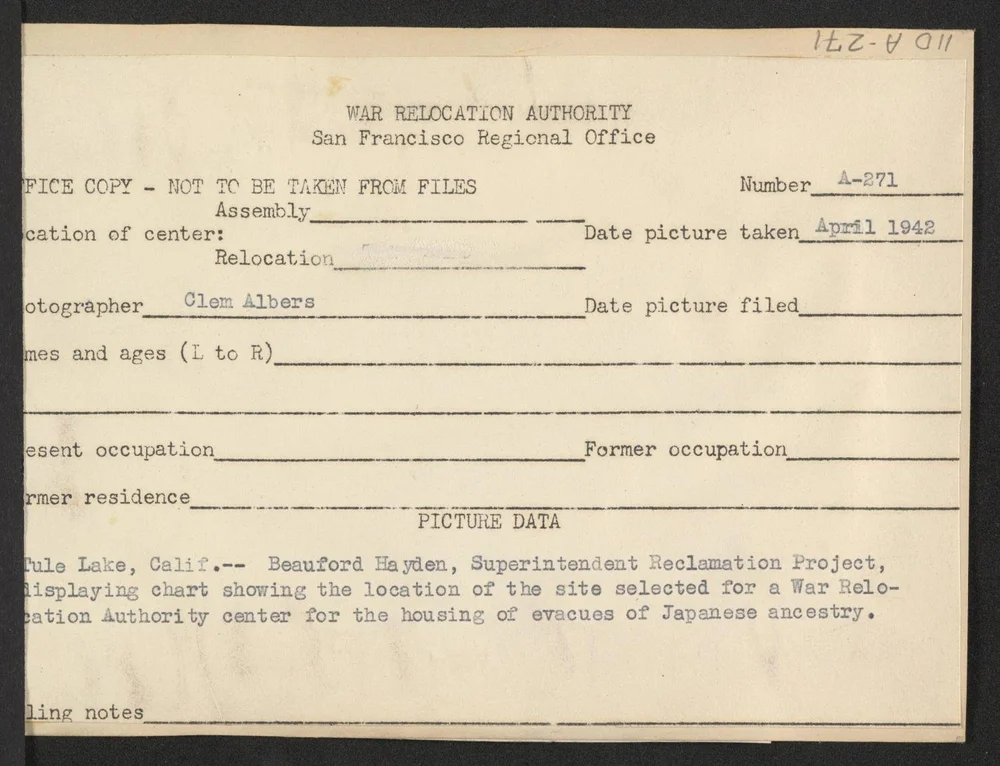 110 A-271
WAR RELOCATION AUTHORITY
San Francisco Regional Office
FICE COPY - NOT TO BE TAKEN FROM FILES
Number A-271
Assembly
cation of center:
Date picture taken April 1942
Relocation
otographer Clem Albers
Date picture filed
mes and ages (L to R)
esent occupation
Former occupation
rmer residence
PICTURE DATA
Tule Lake, Calif.-- Beauford Hayden, Superintendent Reclamation Project,
displaying chart showing the location of the site selected for a War Relo-
cation Authority center for the housing of evacues of Japanese ancestry.
ling notes